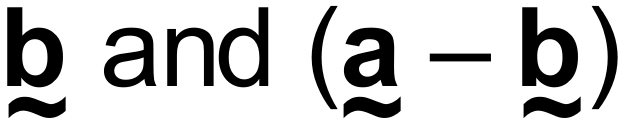 b̰ and (a̰ – b̰)